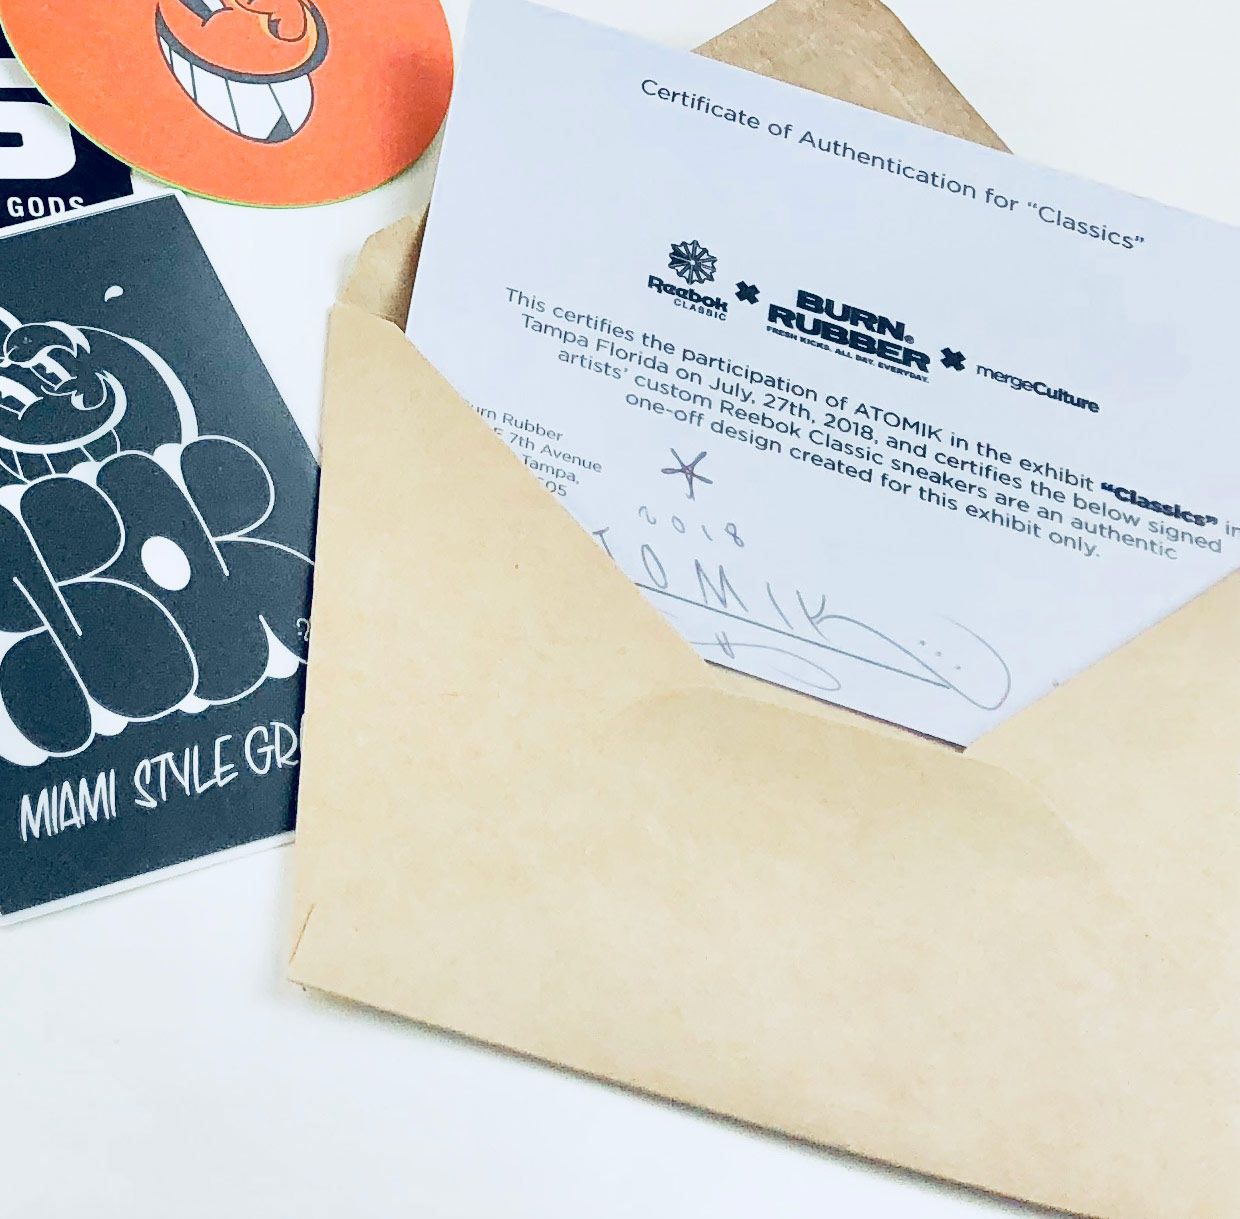 Certificate of Authentication for “Classics”
Reebok
CLASSIC
BURN
RUBBER
FRESH KICKS. ALL DAY. EVERYDAY.
mergeCulture
This certifies the participation of ATOMIK in the exhibit “Classics” in
Tampa Florida on July, 27th, 2018, and certifies the below signed
artists’ custom Reebok Classic sneakers are an authentic
one-off design created for this exhibit only.
urn Rubber
7th Avenue
Tampa,
2018
TOMIK
S
GODS
MIAMI STYLE GR